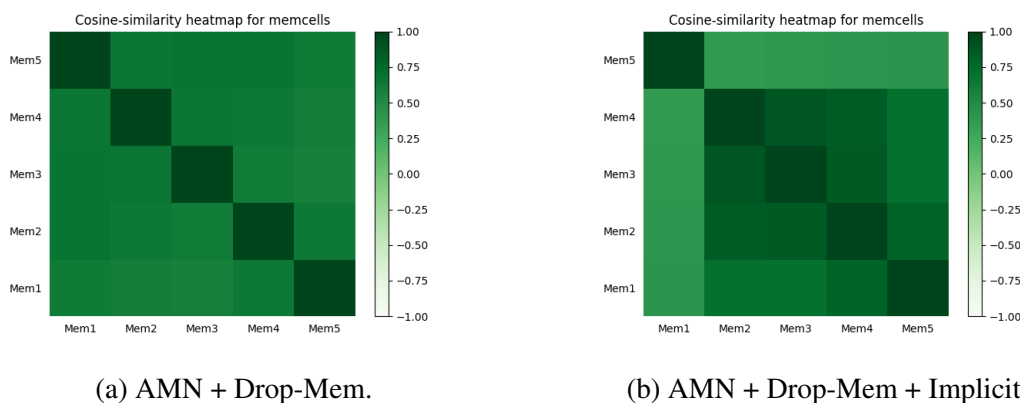 Cosine-similarity heatmap for memcells
Mem5
Mem4
Mem3
Mem2
Mem1
Mem1 Mem2 Mem3 Mem4 Mem5
1.00
0.75
0.50
0.25
0.00
−0.25
−0.50
−0.75
−1.00
(a) AMN + Drop-Mem.
Cosine-similarity heatmap for memcells
Mem5
Mem4
Mem3
Mem2
Mem1
Mem1 Mem2 Mem3 Mem4 Mem5
1.00
0.75
0.50
0.25
0.00
−0.25
−0.50
−0.75
−1.00
(b) AMN + Drop-Mem + Implicit